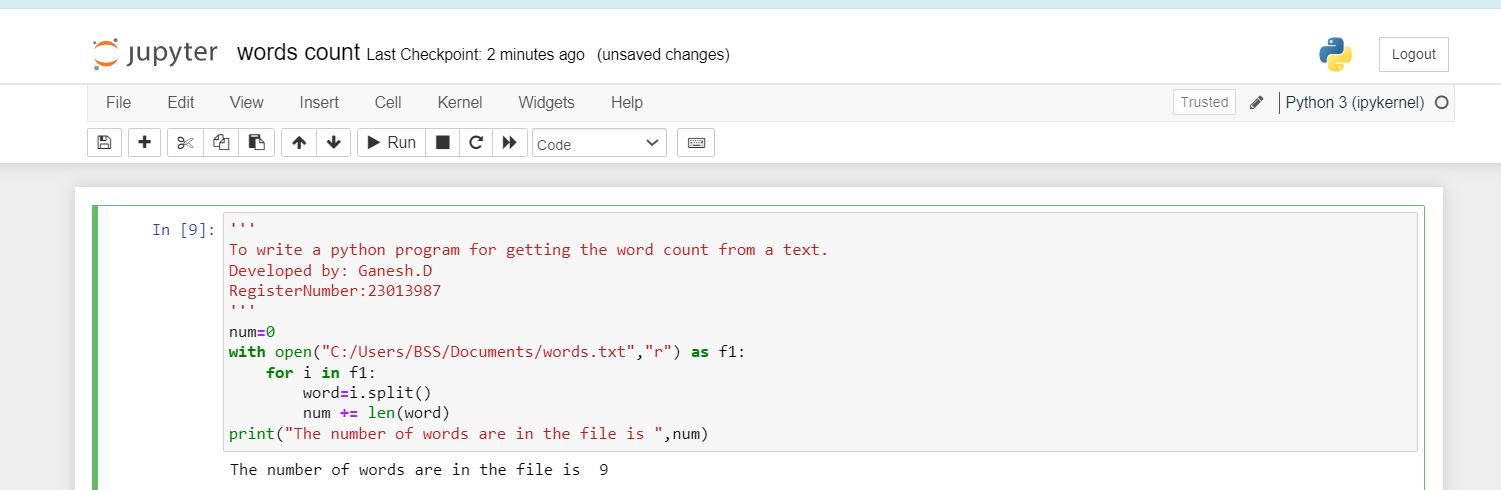 jupyter words count Last Checkpoint: 2 minutes ago (unsaved changes)
Logout
File Edit View Insert Cell Kernel Widgets Help
Trusted Python 3 (ipykernel)
Run Code
In [9]: '''
To write a python program for getting the word count from a text.
Developed by: Ganesh.D
RegisterNumber:23013987
'''
num=0
with open("C:/Users/BSS/Documents/words.txt","r") as f1:
    for i in f1:
        word=i.split()
        num += len(word)
print("The number of words are in the file is ",num)
The number of words are in the file is  9